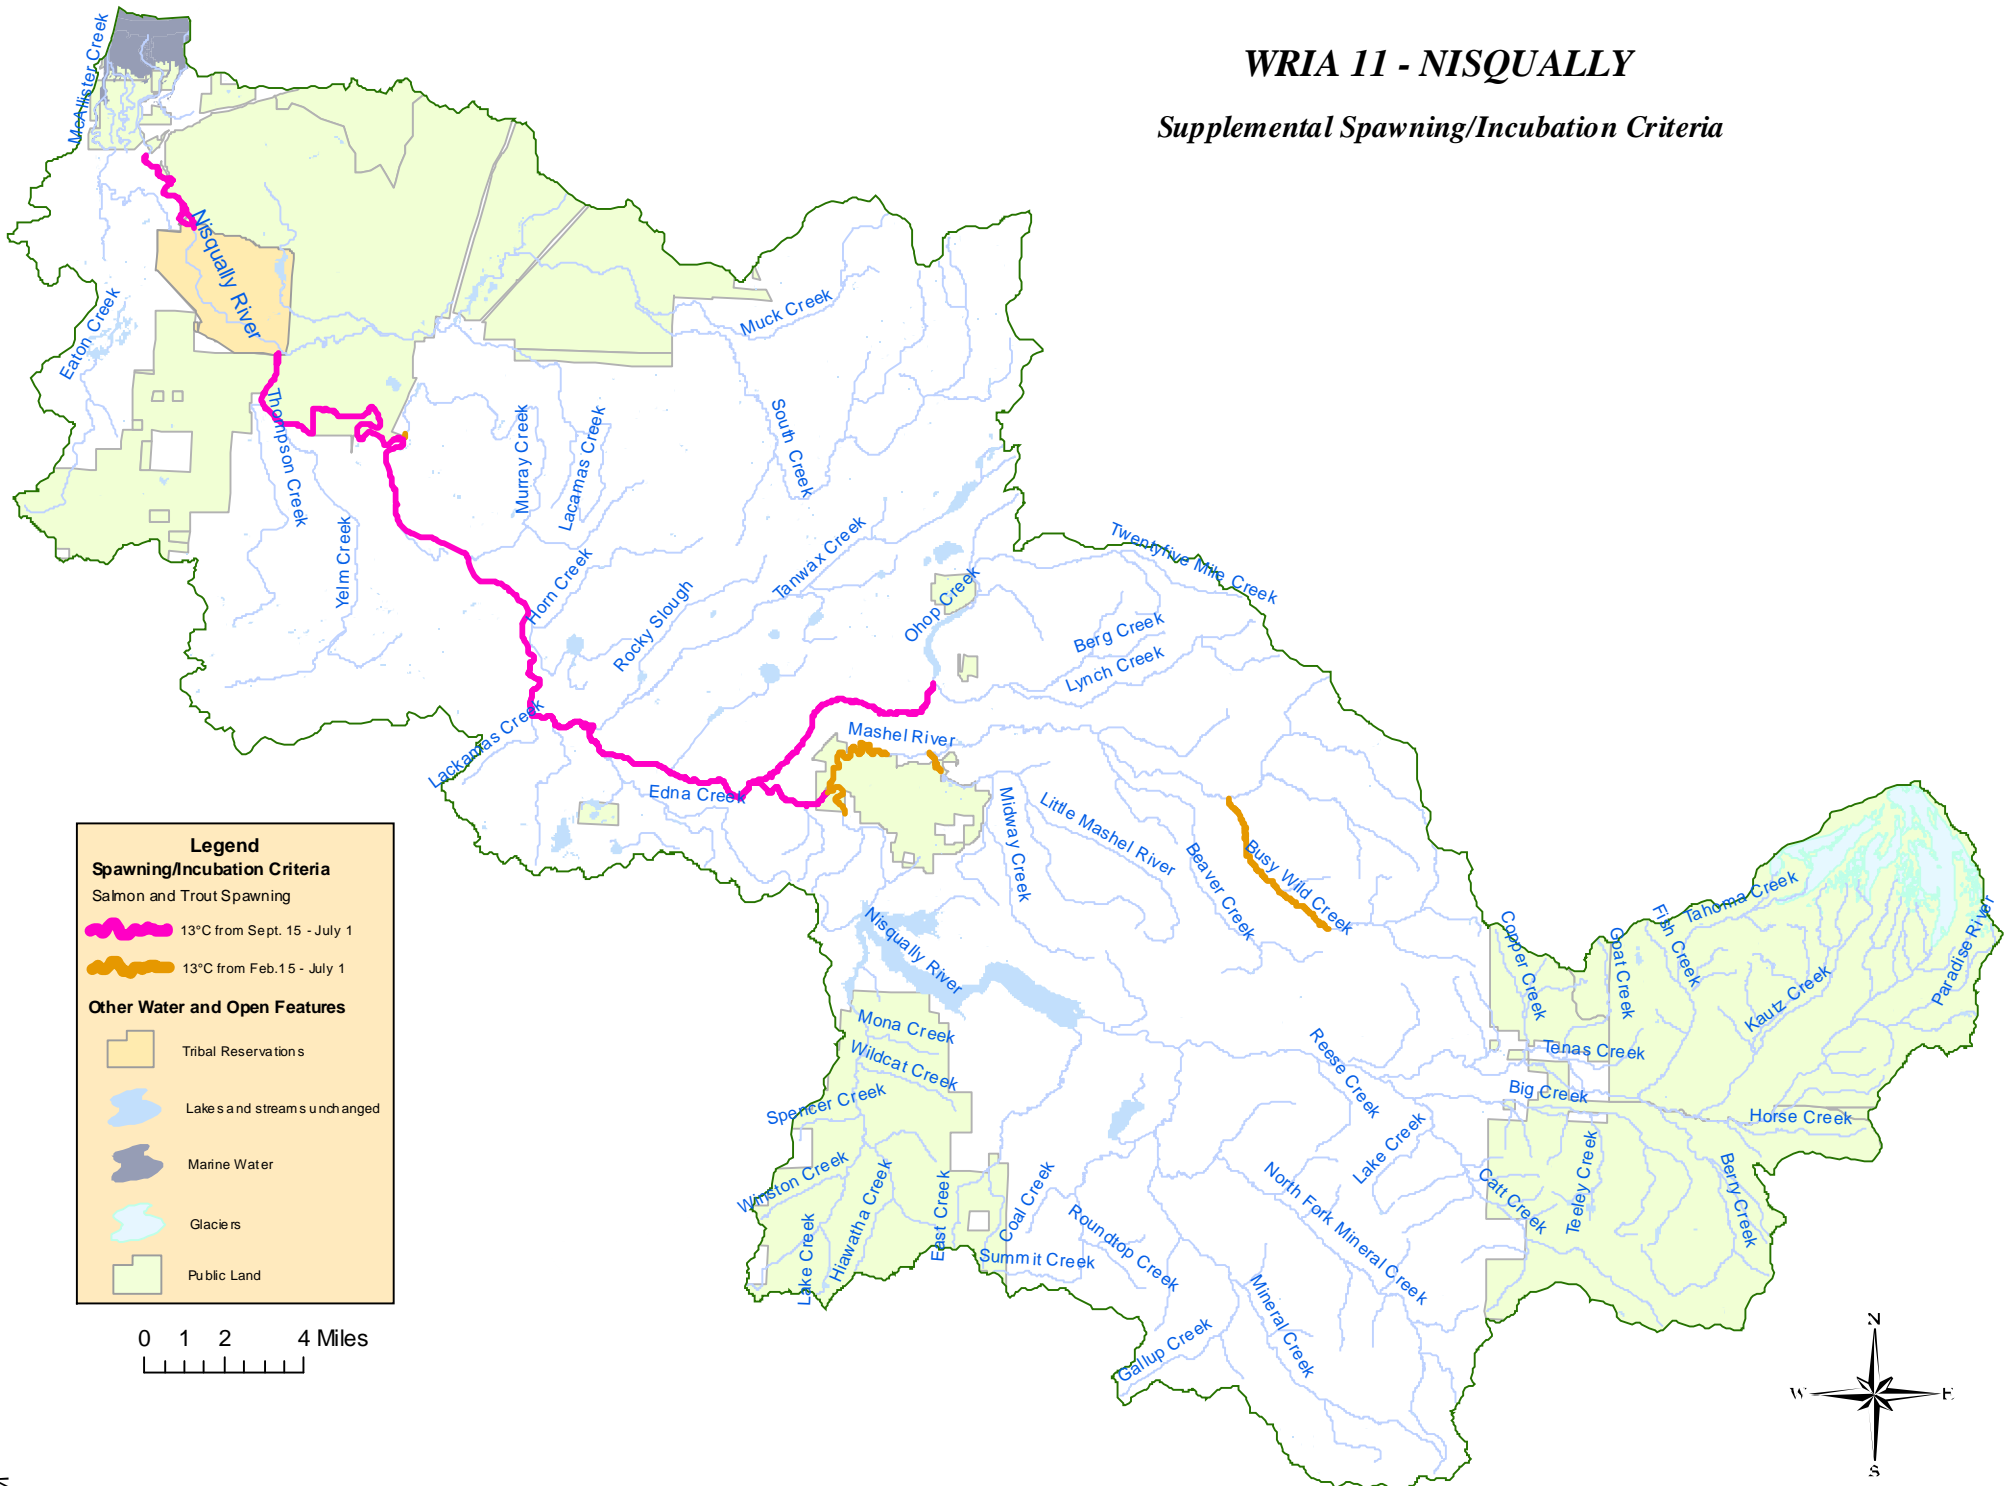 WRIA 11 - NISQUALLY
Supplemental Spawning/Incubation Criteria
McAllister Creek
Nisqually River
Eaton Creek
Muck Creek
Thompson Creek
Murray Creek
Lacamas Creek
South Creek
Yelm Creek
Horn Creek
Rocky Slough
Tanwax Creek
Ohop Creek
Twentyfive Mile Creek
Berg Creek
Lynch Creek
Lackamas Creek
Mashel River
Edna Creek
Midway Creek
Little Mashel River
Beaver Creek
Busy Wild Creek
Nisqually River
Copper Creek
Goat Creek
Fish Creek
Tahoma Creek
Kautz Creek
Paradise River
Mona Creek
Wildcat Creek
Spencer Creek
Reese Creek
Tenas Creek
Big Creek
Horse Creek
Lake Creek
Winston Creek
Lake Creek
Hiawatha Creek
East Creek
Coal Creek
Summit Creek
Roundtop Creek
North Fork Mineral Creek
Catt Creek
Teeley Creek
Berry Creek
Mineral Creek
Gallup Creek
Legend
Spawning/Incubation Criteria
Salmon and Trout Spawning
13°C from Sept. 15 - July 1
13°C from Feb.15 - July 1
Other Water and Open Features
Tribal Reservations
Lakes and streams unchanged
Marine Water
Glaciers
Public Land
0 1 2 4 Miles
N
W E
S